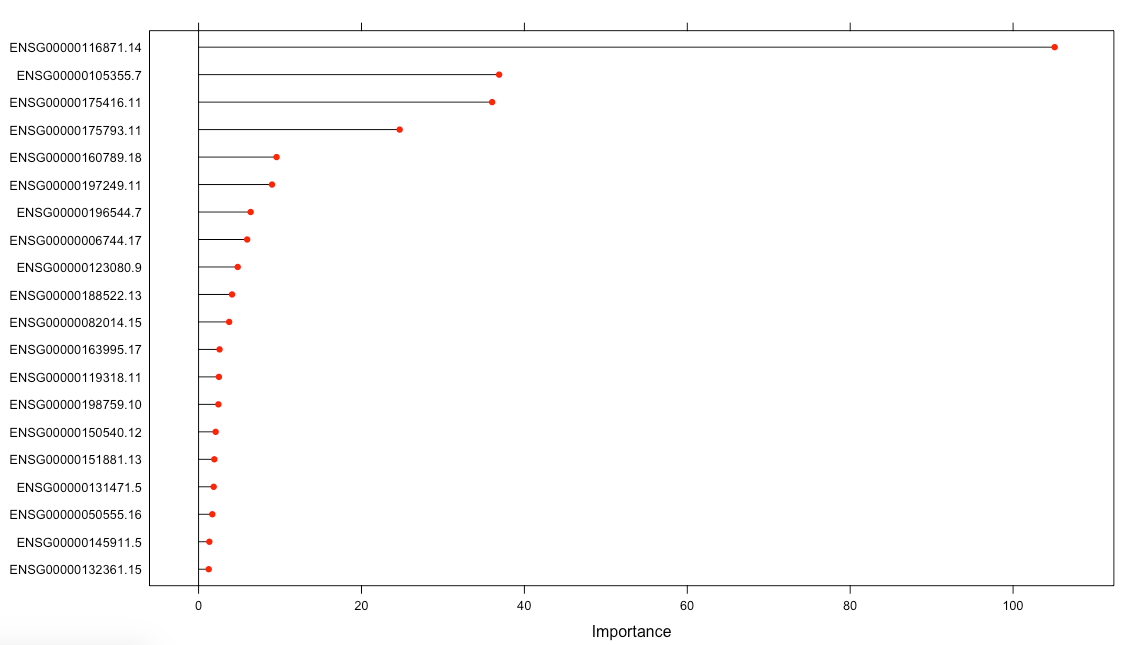 ENSG00000116871.14
ENSG00000105355.7
ENSG00000175416.11
ENSG00000175793.11
ENSG00000160789.18
ENSG00000197249.11
ENSG00000196544.7
ENSG00000006744.17
ENSG00000123080.9
ENSG00000188522.13
ENSG00000082014.15
ENSG00000163995.17
ENSG00000119318.11
ENSG00000198759.10
ENSG00000150540.12
ENSG00000151881.13
ENSG00000131471.5
ENSG00000050555.16
ENSG00000145911.5
ENSG00000132361.15
0 20 40 60 80 100
Importance